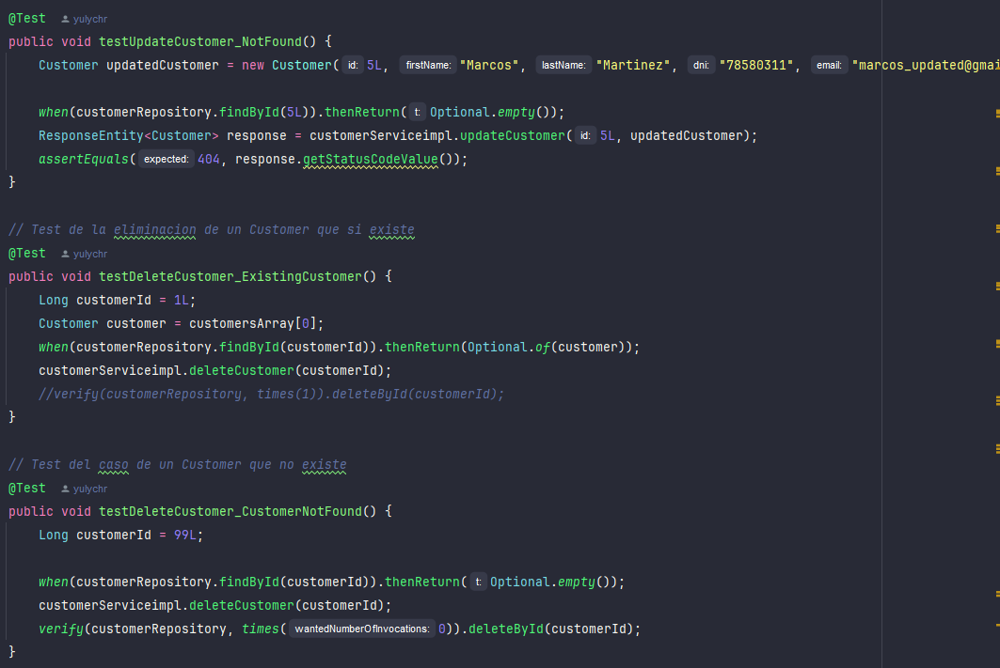 @Test yulychr
public void testUpdateCustomer_NotFound() {
Customer updatedCustomer = new Customer( id: 5L, firstName: "Marcos", lastName: "Martinez", dni: "78580311", email: "marcos_updated@gmai
when(customerRepository.findById(5L)).thenReturn( t: Optional.empty());
ResponseEntity<Customer> response = customerServiceimpl.updateCustomer( id: 5L, updatedCustomer);
assertEquals( expected: 404, response.getStatusCodeValue());
}
// Test de la eliminacion de un Customer que si existe
@Test yulychr
public void testDeleteCustomer_ExistingCustomer() {
Long customerId = 1L;
Customer customer = customersArray[0];
when(customerRepository.findById(customerId)).thenReturn(Optional.of(customer));
customerServiceimpl.deleteCustomer(customerId);
//verify(customerRepository, times(1)).deleteById(customerId);
}
// Test del caso de un Customer que no existe
@Test yulychr
public void testDeleteCustomer_CustomerNotFound() {
Long customerId = 99L;
when(customerRepository.findById(customerId)).thenReturn( t: Optional.empty());
customerServiceimpl.deleteCustomer(customerId);
verify(customerRepository, times( wantedNumberOfInvocations: 0)).deleteById(customerId);
}